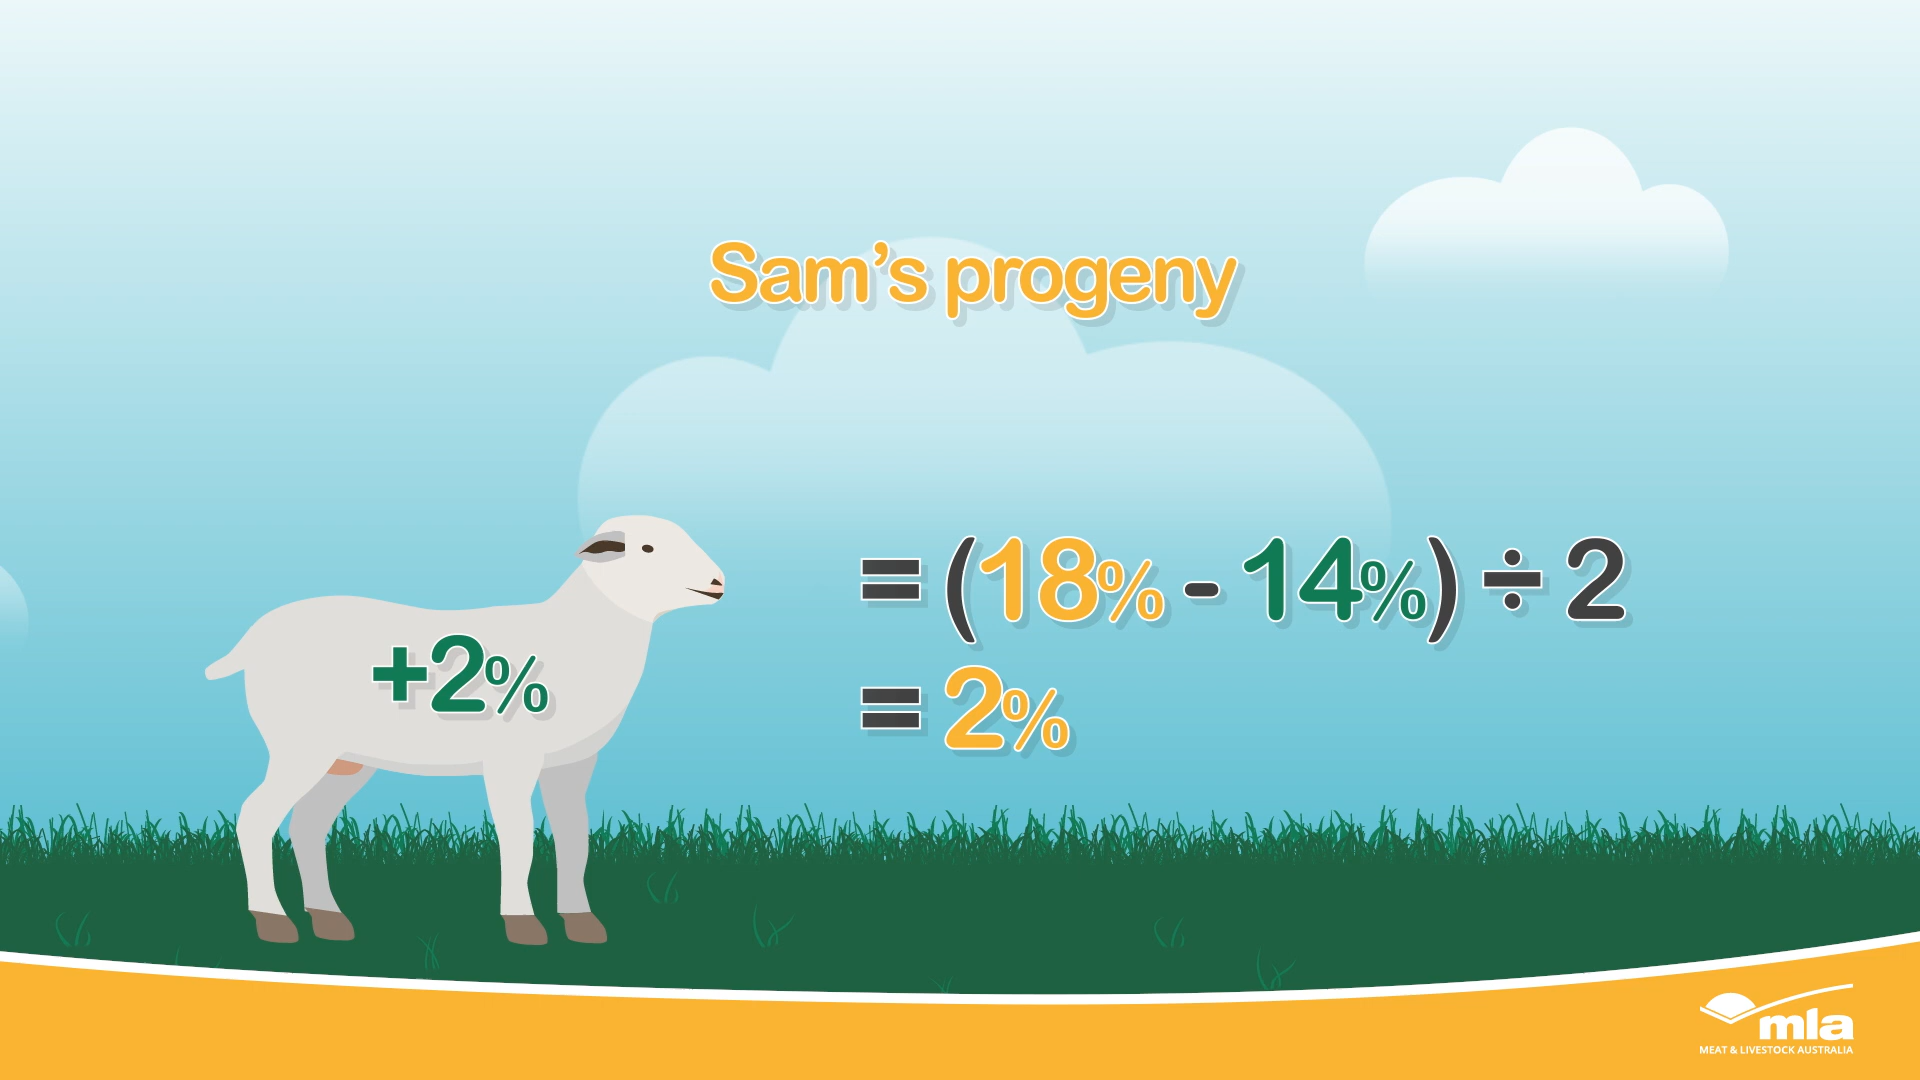 Sam’s progeny
= (18% - 14%) ÷ 2
+2%
= 2%
mla
MEAT & LIVESTOCK AUSTRALIA